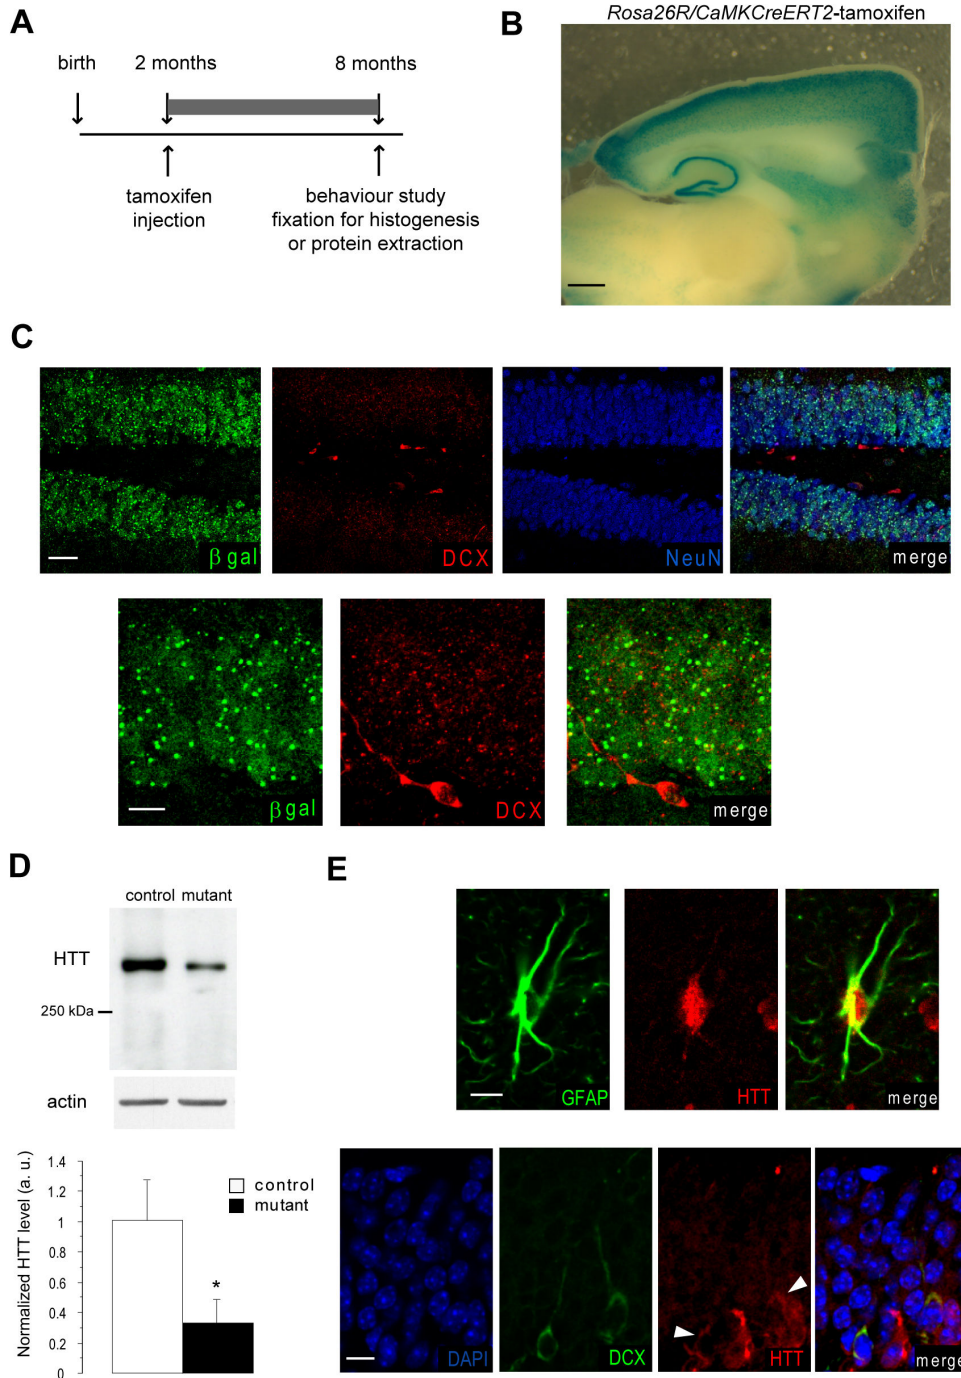 A
birth
2 months
8 months
tamoxifen
injection
behaviour study
fixation for histogenesis
or protein extraction
B
Rosa26R/CaMKCreERT2-tamoxifen
C
β gal
DCX
NeuN
merge
β gal
DCX
merge
D
control mutant
HTT
250 kDa
actin
Normalized HTT level (a. u.)
1.4
1.2
1
0.8
0.6
0.4
0.2
0
control
mutant
*
E
GFAP
HTT
merge
DAPI
DCX
HTT
merge